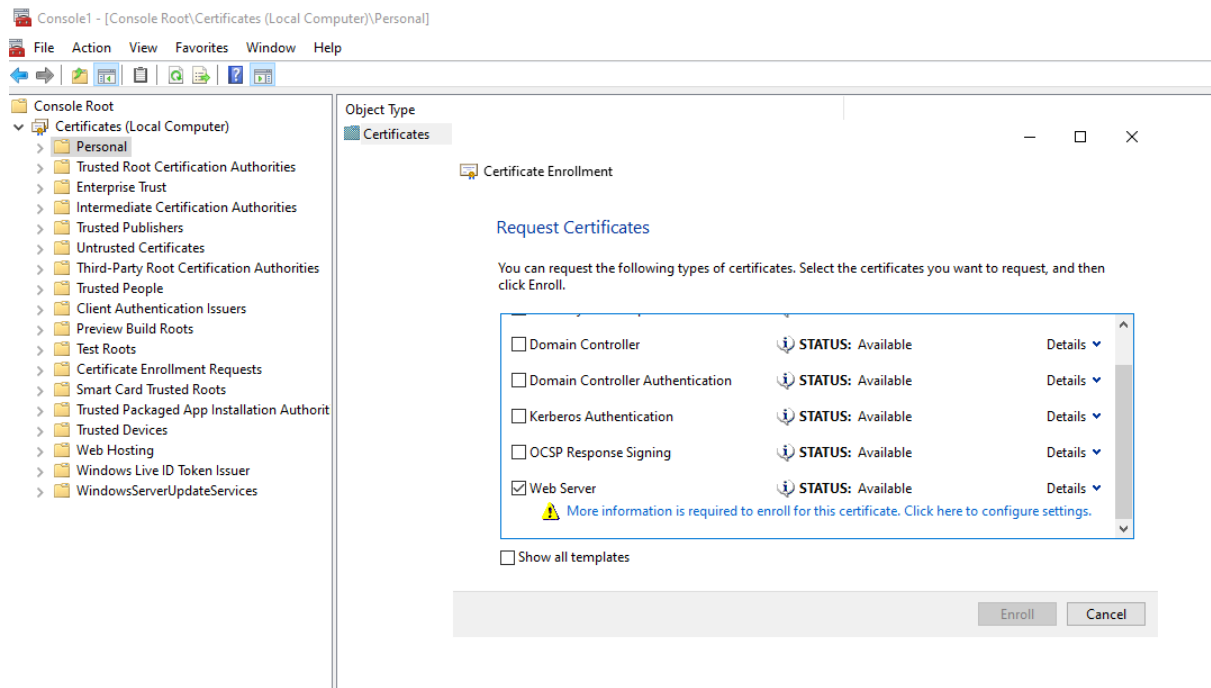 Console1 - [Console Root\Certificates (Local Computer)\Personal]
File Action View Favorites Window Help
Console Root
Certificates (Local Computer)
Personal
Trusted Root Certification Authorities
Enterprise Trust
Intermediate Certification Authorities
Trusted Publishers
Untrusted Certificates
Third-Party Root Certification Authorities
Trusted People
Client Authentication Issuers
Preview Build Roots
Test Roots
Certificate Enrollment Requests
Smart Card Trusted Roots
Trusted Packaged App Installation Authorit
Trusted Devices
Web Hosting
Windows Live ID Token Issuer
WindowsServerUpdateServices
Object Type
Certificates
Certificate Enrollment
Request Certificates
You can request the following types of certificates. Select the certificates you want to request, and then
click Enroll.
Domain Controller STATUS: Available Details
Domain Controller Authentication STATUS: Available Details
Kerberos Authentication STATUS: Available Details
OCSP Response Signing STATUS: Available Details
Web Server STATUS: Available Details
More information is required to enroll for this certificate. Click here to configure settings.
Show all templates
Enroll Cancel